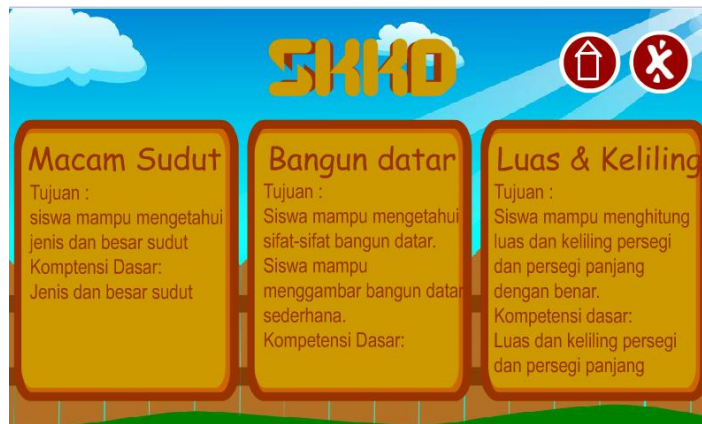 SKKD
Macam Sudut
Tujuan :
siswa mampu mengetahui
jenis dan besar sudut
Komptensi Dasar:
Jenis dan besar sudut
Bangun datar
Tujuan :
Siswa mampu mengetahui
sifat-sifat bangun datar.
Siswa mampu
menggambar bangun datar
sederhana.
Kompetensi Dasar:
Luas & Keliling
Tujuan :
Siswa mampu menghitung
luas dan keliling persegi
dan persegi panjang
dengan benar.
Kompetensi dasar:
Luas dan keliling persegi
dan persegi panjang